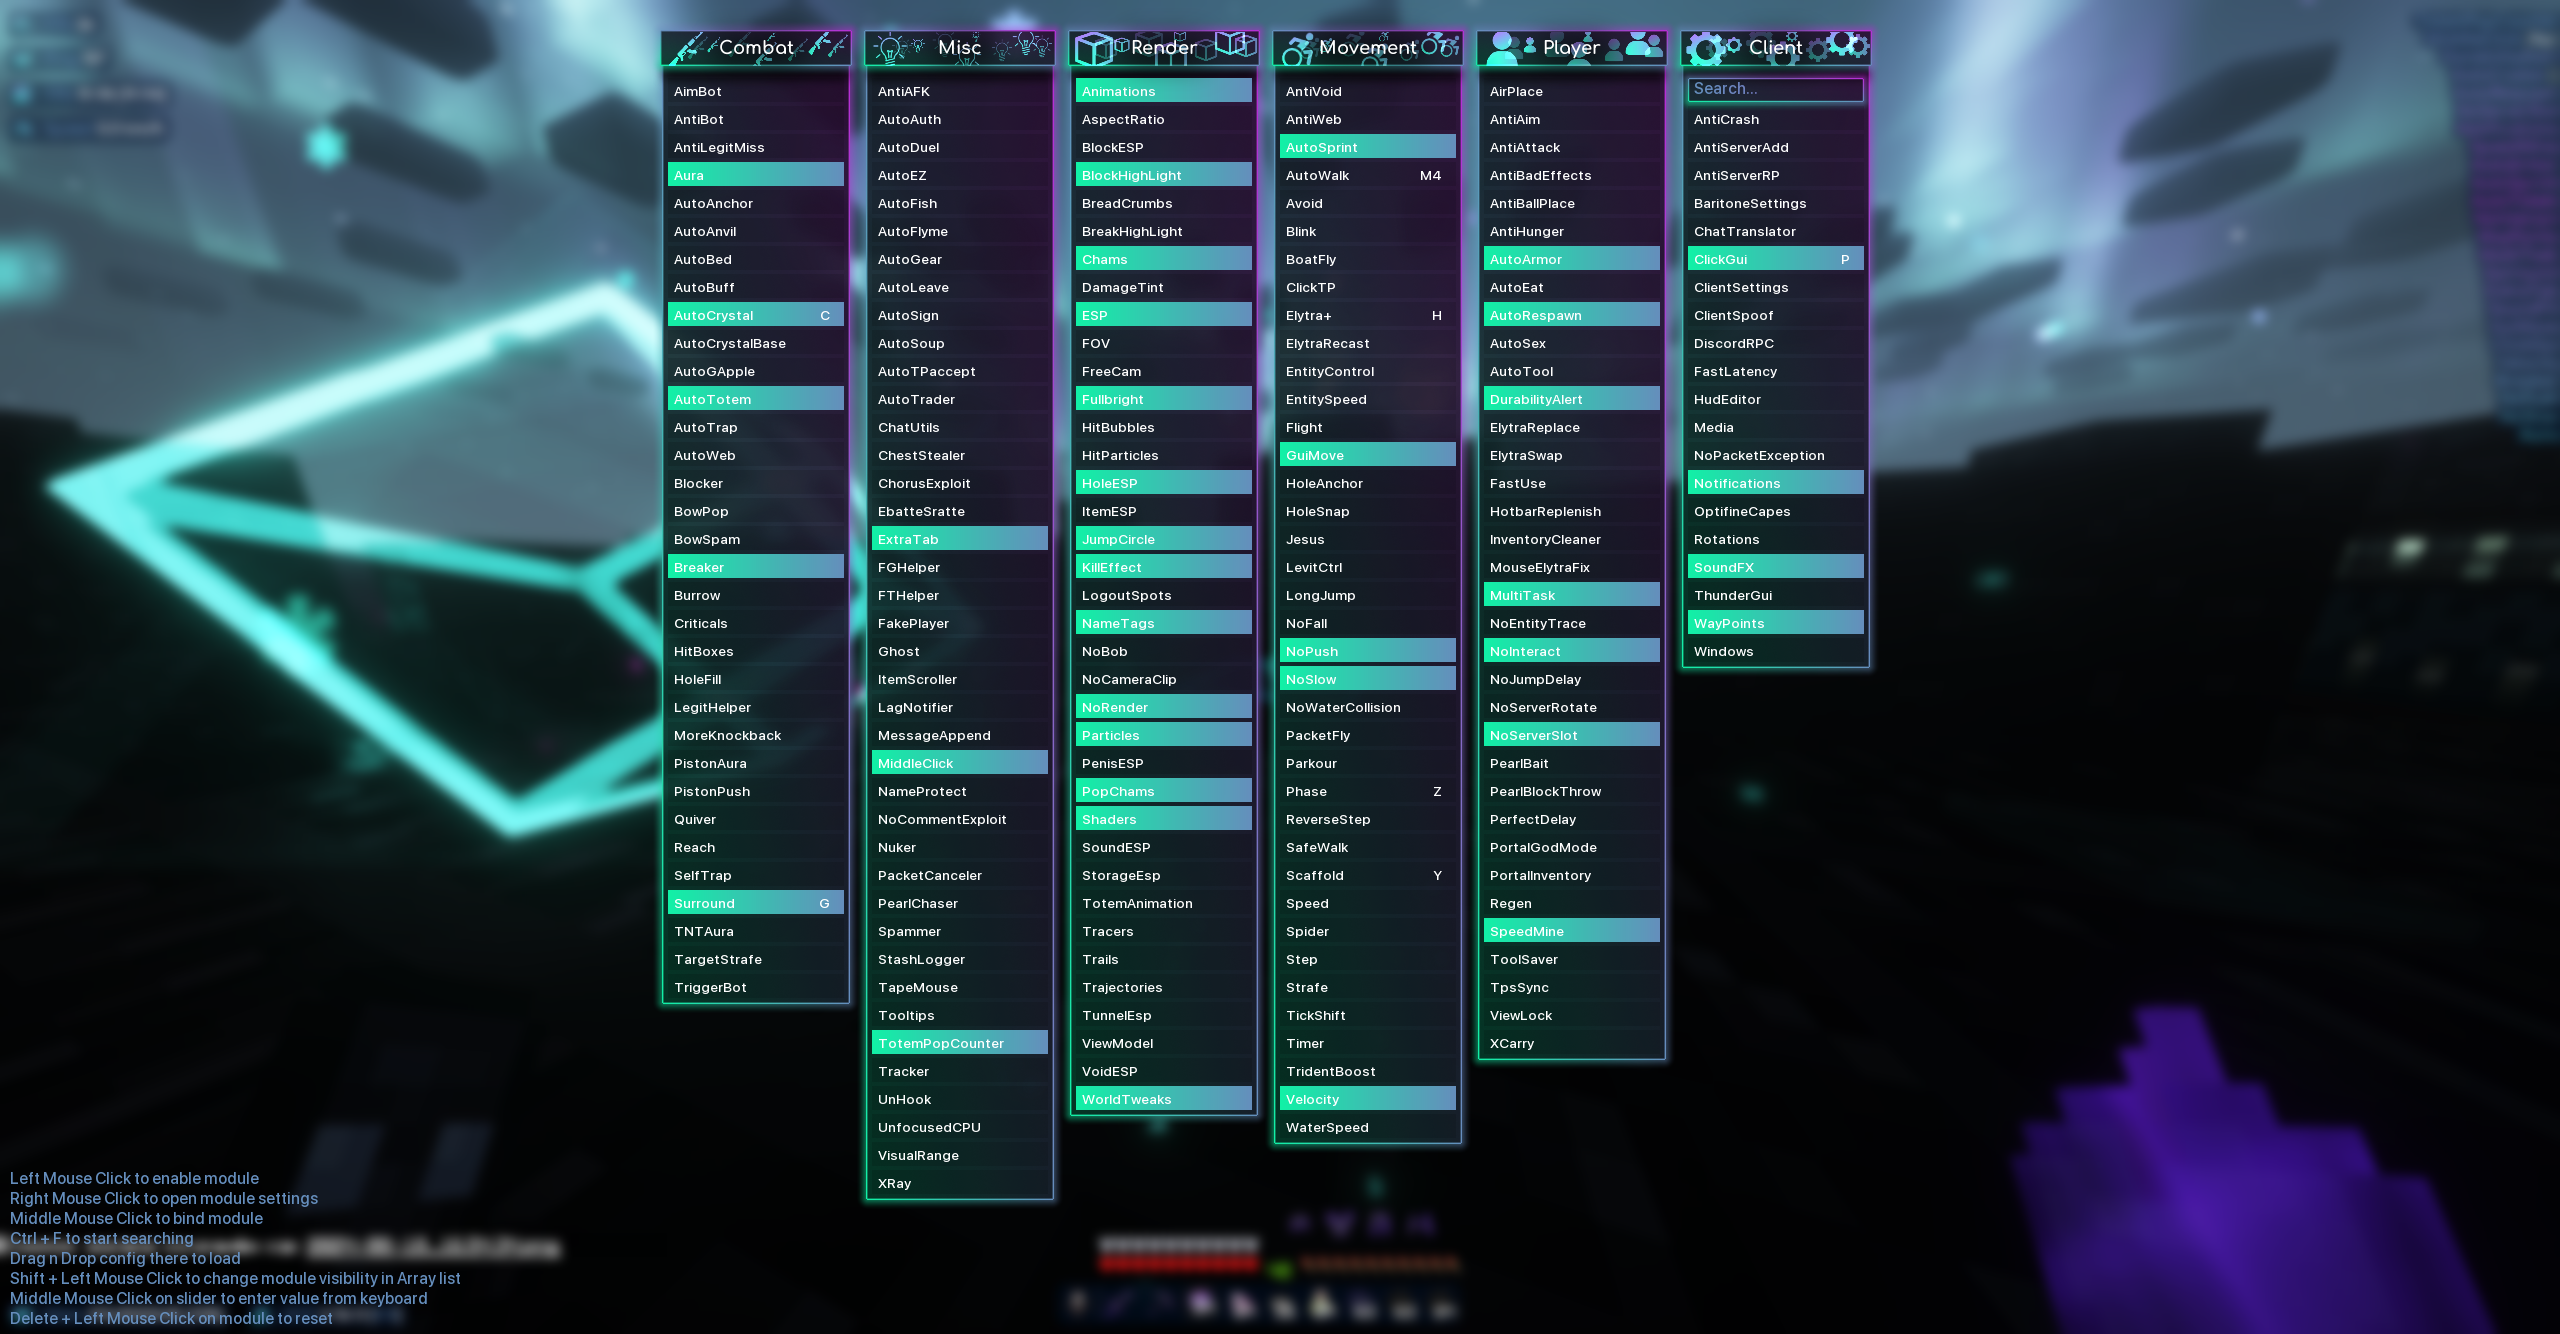 Combat
AimBot
AntiBot
AntiLegitMiss
Aura
AutoAnchor
AutoAnvil
AutoBed
AutoBuff
AutoCrystal C
AutoCrystalBase
AutoGApple
AutoTotem
AutoTrap
AutoWeb
Blocker
BowPop
BowSpam
Breaker
Burrow
Criticals
HitBoxes
HoleFill
LegitHelper
MoreKnockback
PistonAura
PistonPush
Quiver
Reach
SelfTrap
Surround G
TNTAura
TargetStrafe
TriggerBot
Misc
AntiAFK
AutoAuth
AutoDuel
AutoEZ
AutoFish
AutoFlyme
AutoGear
AutoLeave
AutoSign
AutoSoup
AutoTPaccept
AutoTrader
ChatUtils
ChestStealer
ChorusExploit
EbatteSratte
ExtraTab
FGHelper
FTHelper
FakePlayer
Ghost
ItemScroller
LagNotifier
MessageAppend
MiddleClick
NameProtect
NoCommentExploit
Nuker
PacketCanceler
PearlChaser
Spammer
StashLogger
TapeMouse
Tooltips
TotemPopCounter
Tracker
UnHook
UnfocusedCPU
VisualRange
XRay
Render
Animations
AspectRatio
BlockESP
BlockHighLight
BreadCrumbs
BreakHighLight
Chams
DamageTint
ESP
FOV
FreeCam
Fullbright
HitBubbles
HitParticles
HoleESP
ItemESP
JumpCircle
KillEffect
LogoutSpots
NameTags
NoBob
NoCameraClip
NoRender
Particles
PenisESP
PopChams
Shaders
SoundESP
StorageEsp
TotemAnimation
Tracers
Trails
Trajectories
TunnelEsp
ViewModel
VoidESP
WorldTweaks
Movement
AntiVoid
AntiWeb
AutoSprint
AutoWalk M4
Avoid
Blink
BoatFly
ClickTP
Elytra+ H
ElytraRecast
EntityControl
EntitySpeed
Flight
GuiMove
HoleAnchor
HoleSnap
Jesus
LevitCtrl
LongJump
NoFall
NoPush
NoSlow
NoWaterCollision
PacketFly
Parkour
Phase Z
ReverseStep
SafeWalk
Scaffold Y
Speed
Spider
Step
Strafe
TickShift
Timer
TridentBoost
Velocity
WaterSpeed
Player
AirPlace
AntiAim
AntiAttack
AntiBadEffects
AntiBallPlace
AntiHunger
AutoArmor
AutoEat
AutoRespawn
AutoSex
AutoTool
DurabilityAlert
ElytraReplace
ElytraSwap
FastUse
HotbarReplenish
InventoryCleaner
MouseElytraFix
MultiTask
NoEntityTrace
NoInteract
NoJumpDelay
NoServerRotate
NoServerSlot
PearlBait
PearlBlockThrow
PerfectDelay
PortalGodMode
PortalInventory
Regen
SpeedMine
ToolSaver
TpsSync
ViewLock
XCarry
Client
Search...
AntiCrash
AntiServerAdd
AntiServerRP
BaritoneSettings
ChatTranslator
ClickGui P
ClientSettings
ClientSpoof
DiscordRPC
FastLatency
HudEditor
Media
NoPacketException
Notifications
OptifineCapes
Rotations
SoundFX
ThunderGui
WayPoints
Windows
Left Mouse Click to enable module
Right Mouse Click to open module settings
Middle Mouse Click to bind module
Ctrl + F to start searching
Drag n Drop config there to load
Shift + Left Mouse Click to change module visibility in Array list
Middle Mouse Click on slider to enter value from keyboard
Delete + Left Mouse Click on module to reset